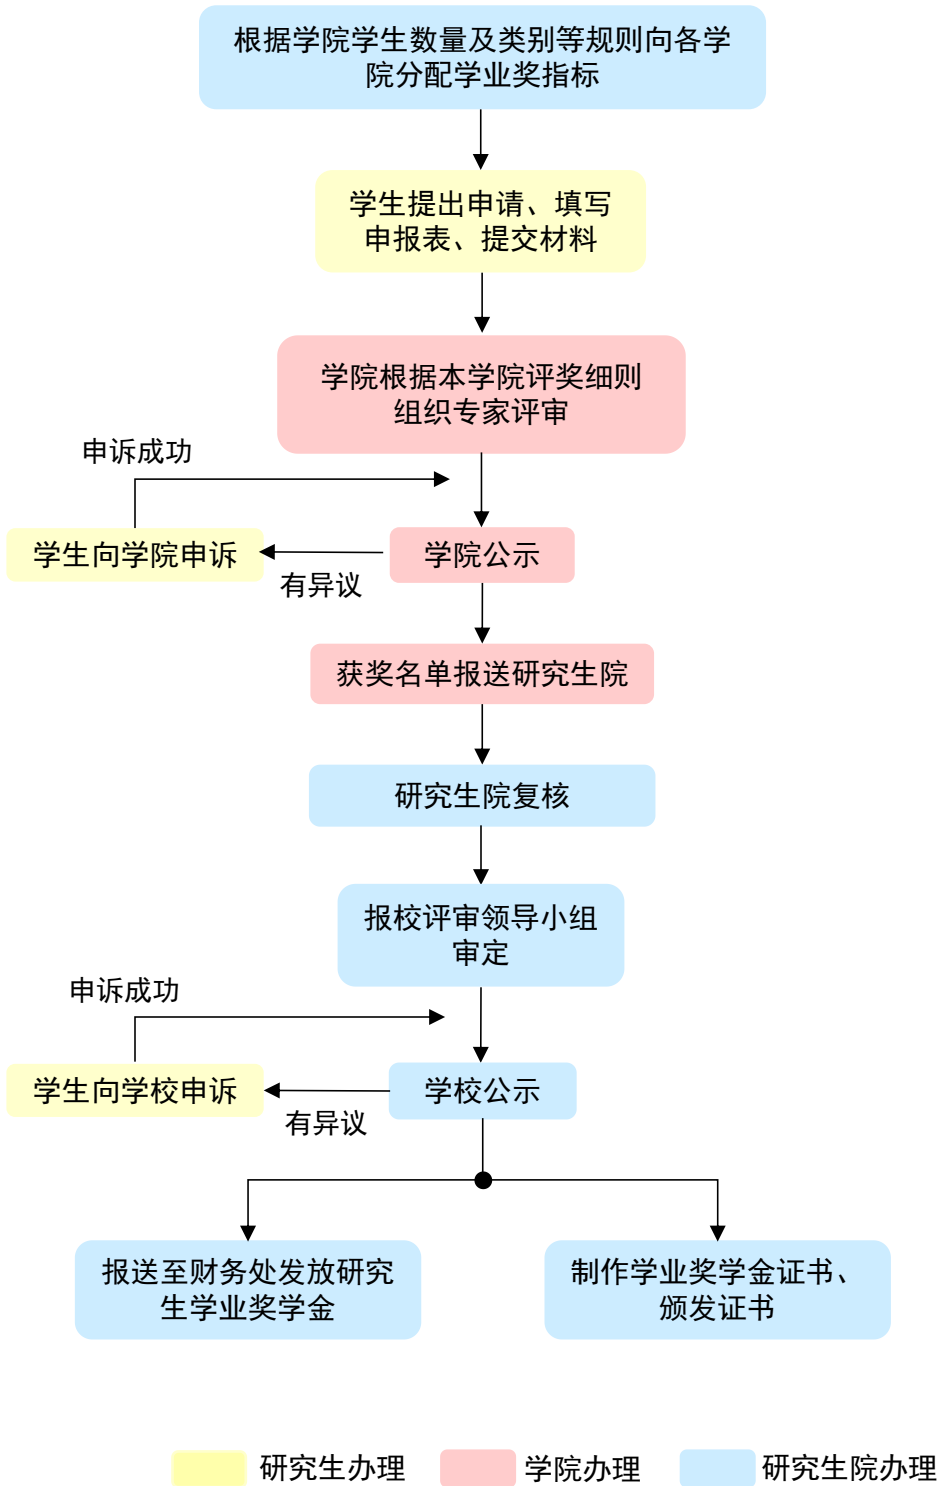 根据学院学生数量及类别等规则向各学
院分配学业奖指标
学生提出申请、填写
申报表、提交材料
学院根据本学院评奖细则
组织专家评审
申诉成功
学生向学院申诉
学院公示
有异议
获奖名单报送研究生院
研究生院复核
报校评审领导小组
审定
申诉成功
学生向学校申诉
学校公示
有异议
报送至财务处发放研究
生学业奖学金
制作学业奖学金证书、
颁发证书
研究生办理
学院办理
研究生院办理